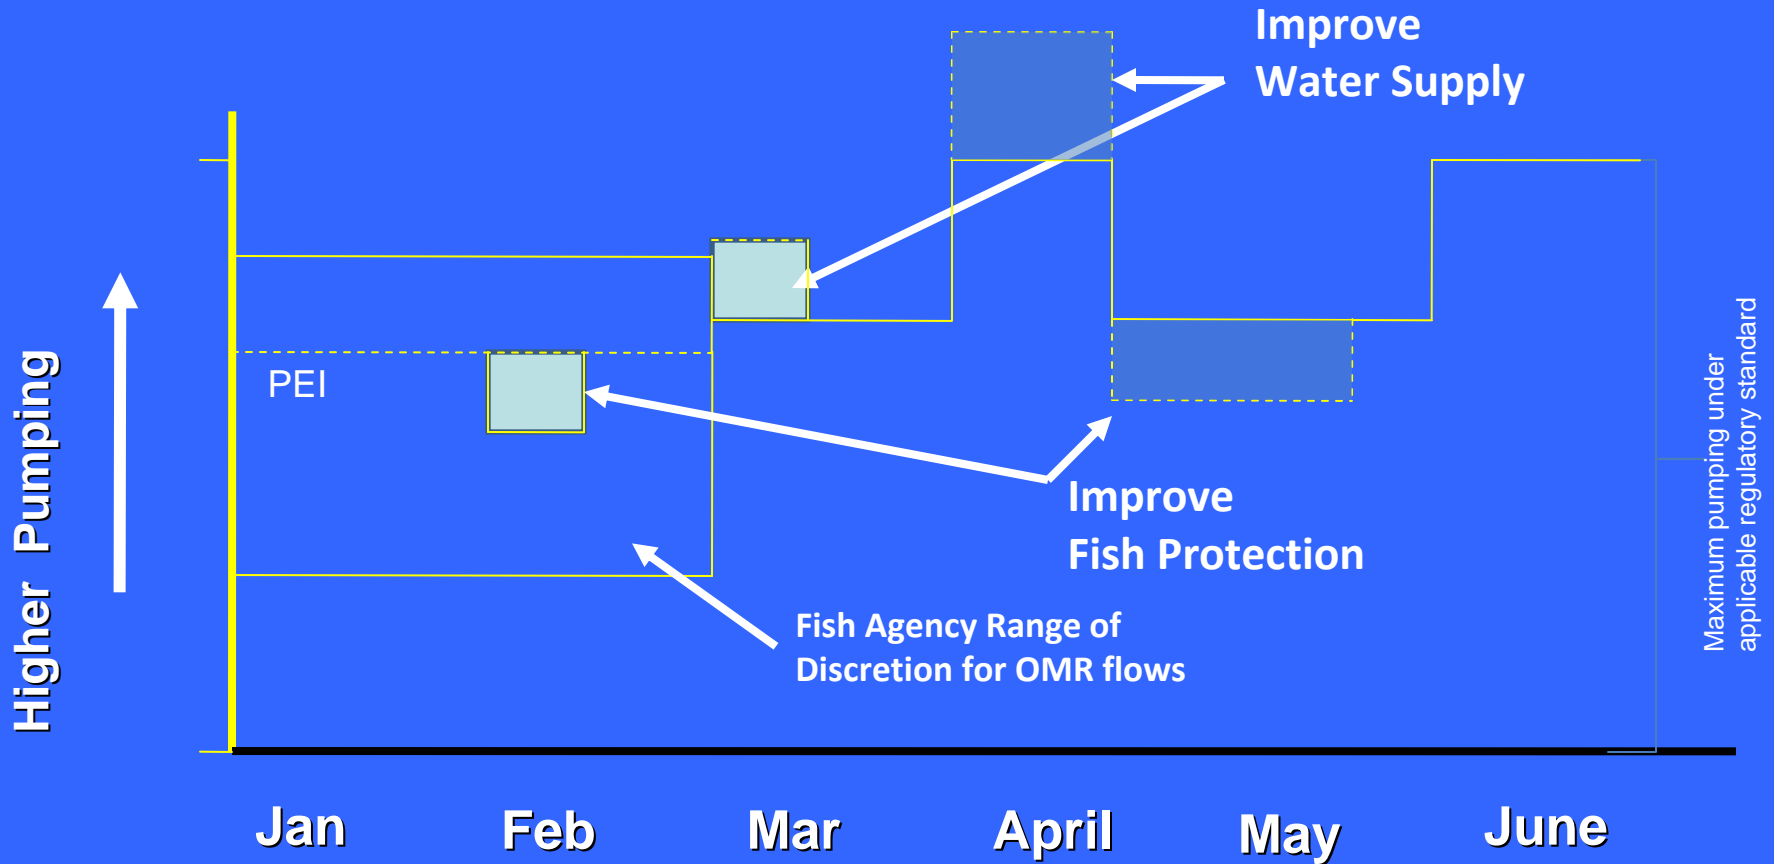 Improve
Water Supply
Higher Pumping
PEI
Improve
Fish Protection
Fish Agency Range of
Discretion for OMR flows
Maximum pumping under
applicable regulatory standard
Jan
Feb
Mar
April
May
June